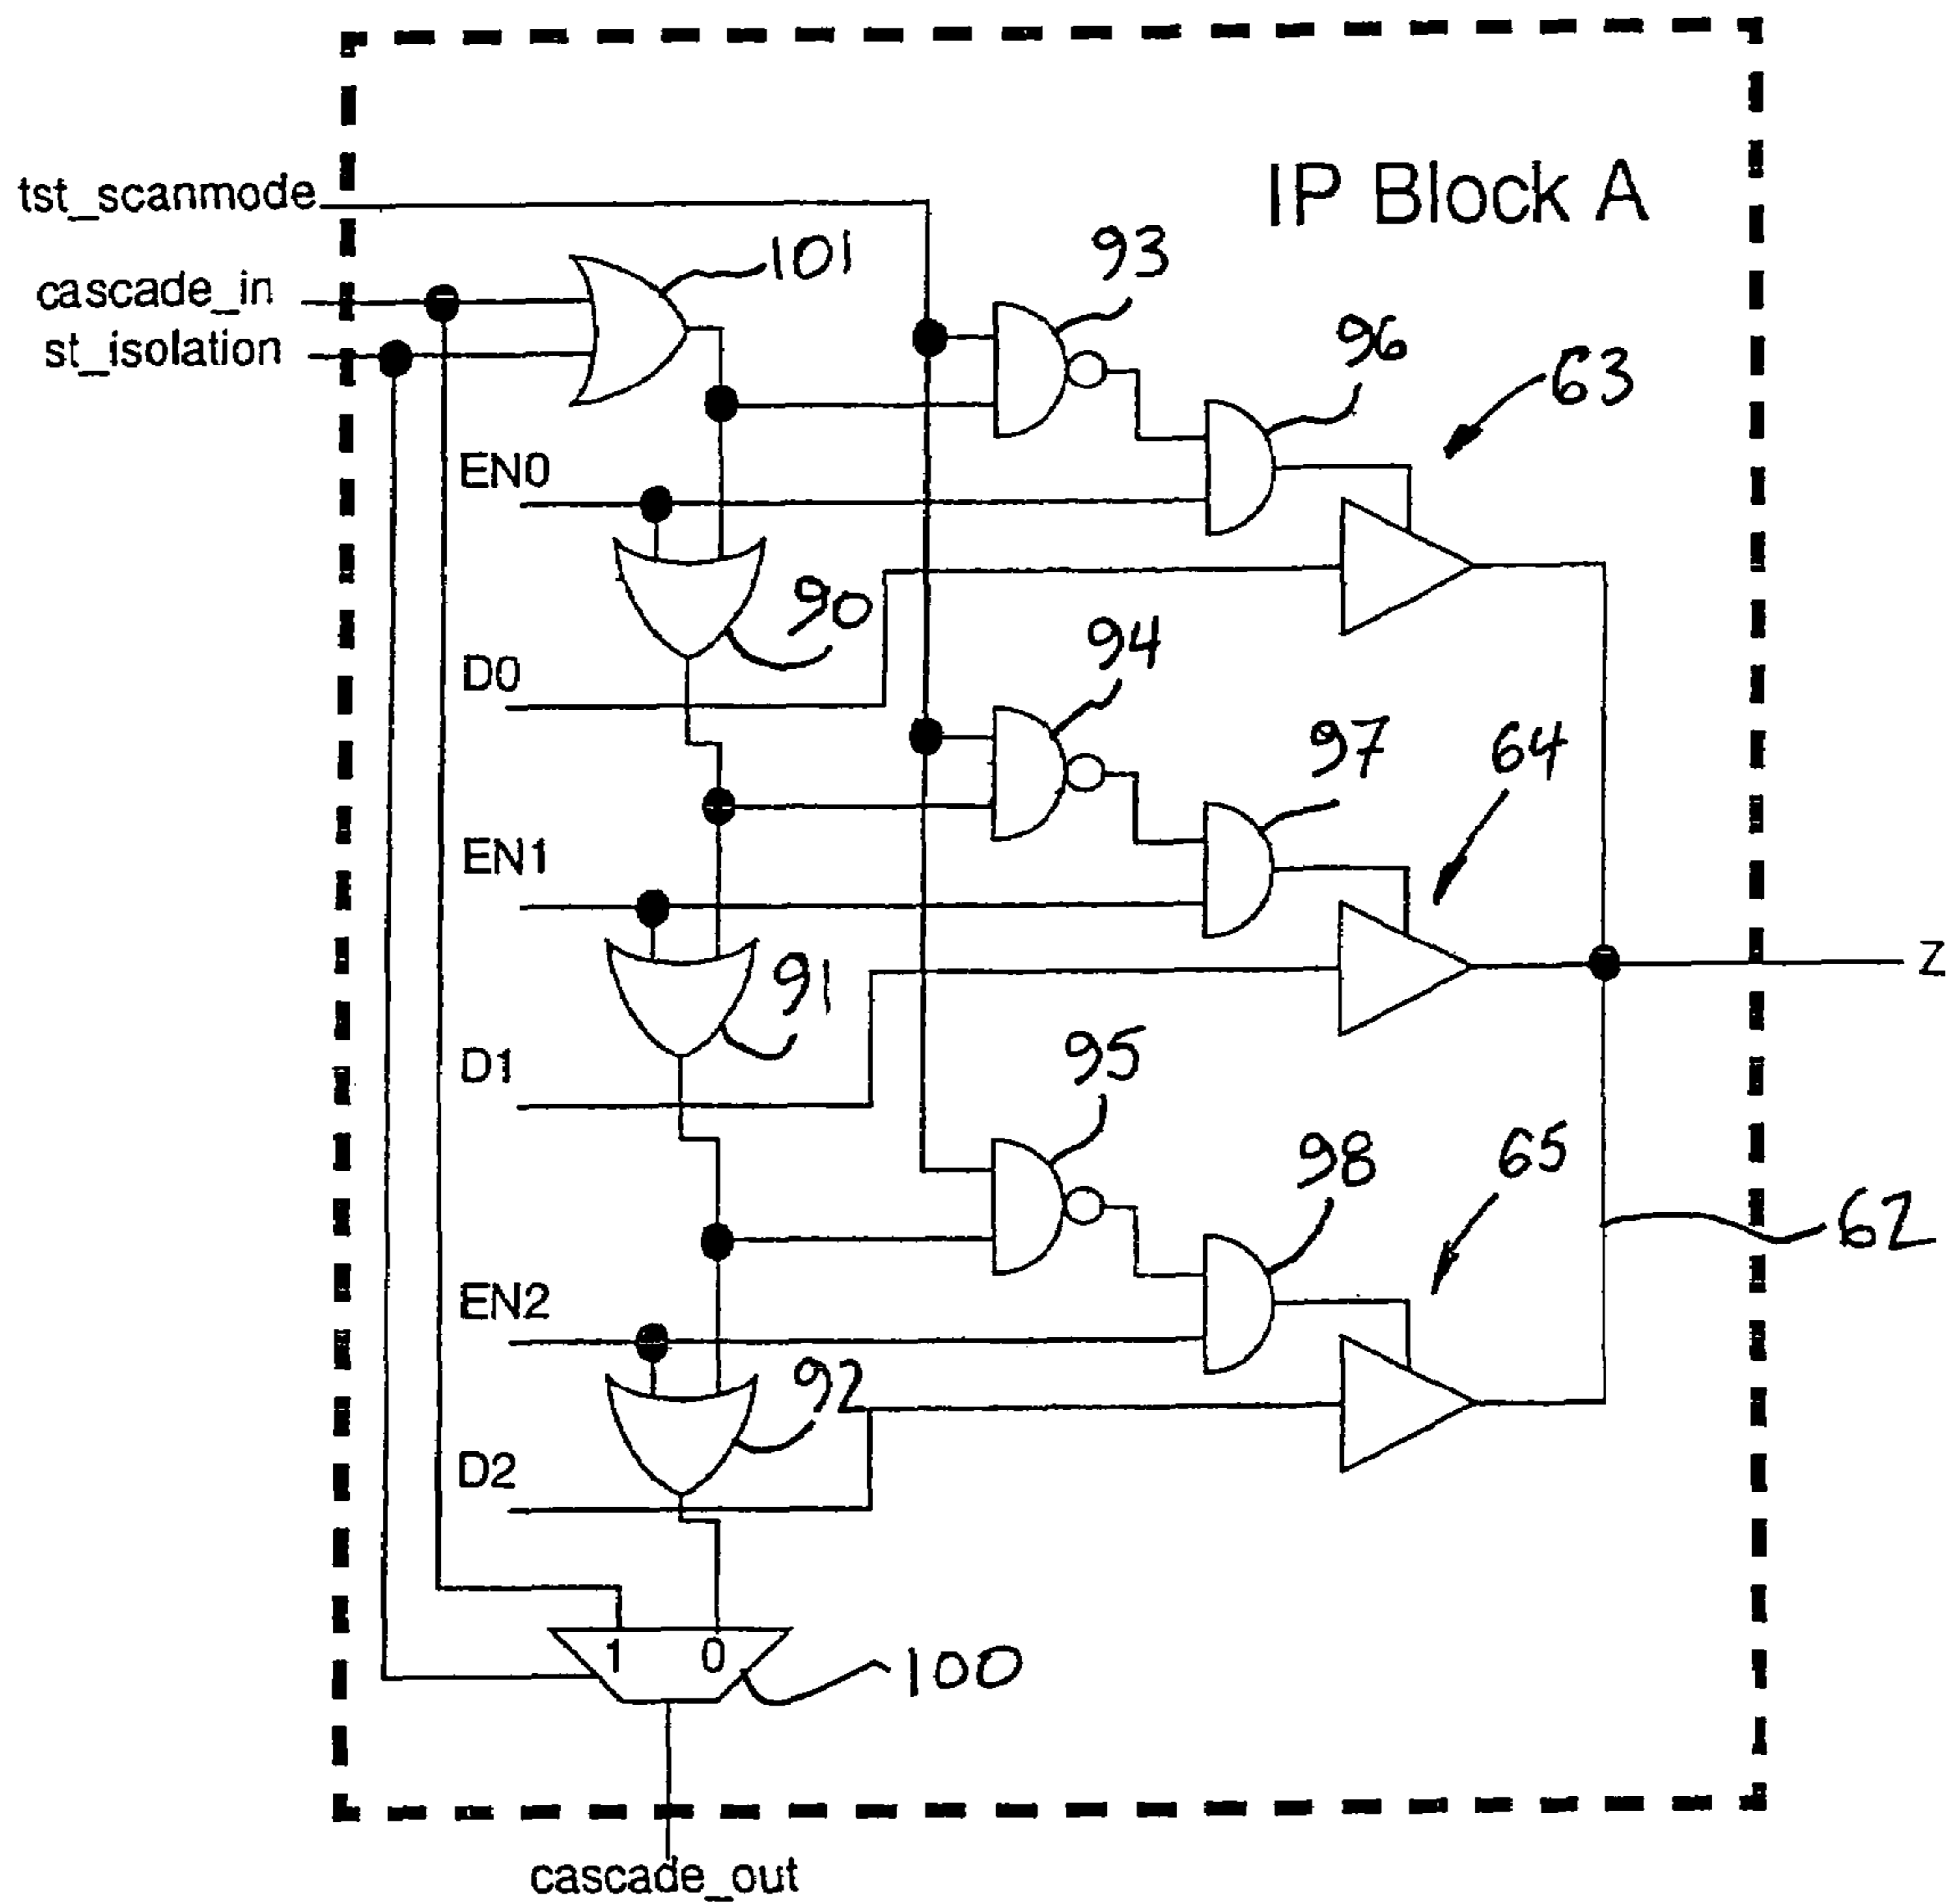 IP Block A
tst_scanmode
101
93
cascade_in
st_isolation
96
63
EN0
90
94
D0
97
64
EN1
91
Z
D1
95
98
65
62
EN2
92
D2
1 0
100
cascade_out